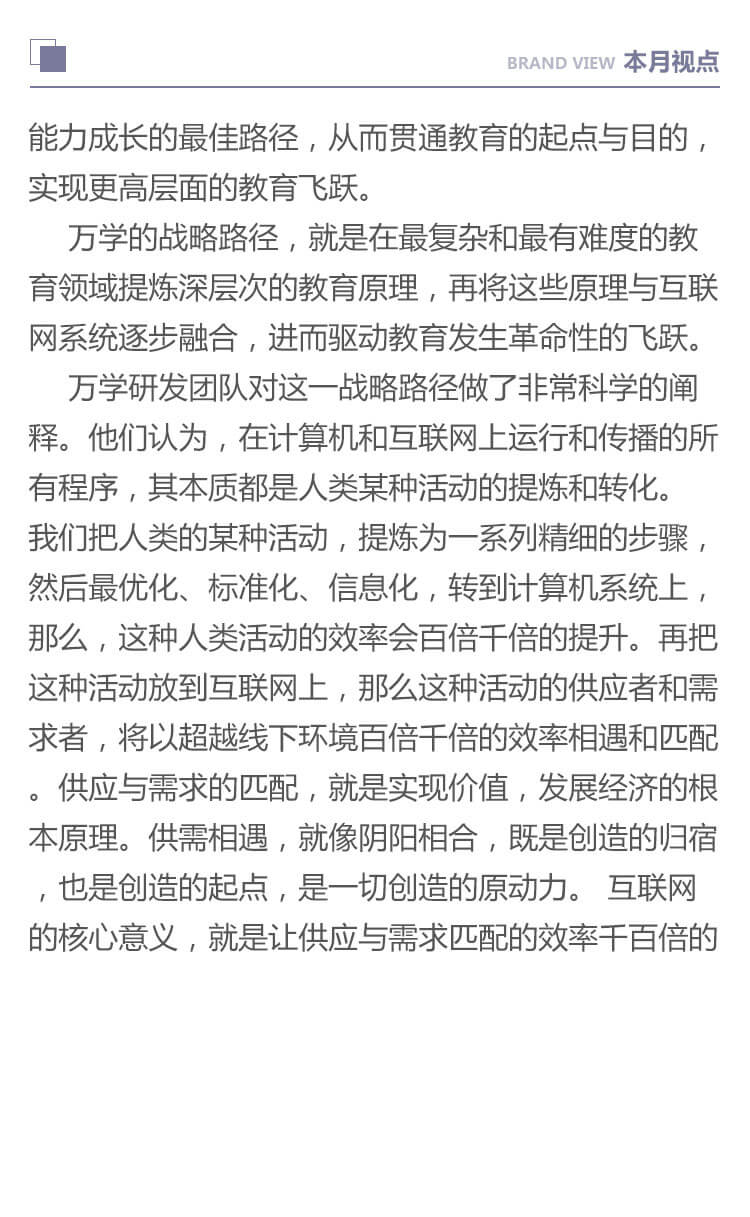 BRAND VIEW 本月视点
能力成长的最佳路径，从而贯通教育的起点与目的，
实现更高层面的教育飞跃。
万学的战略路径，就是在最复杂和最有难度的教
育领域提炼深层次的教育原理，再将这些原理与互联
网系统逐步融合，进而驱动教育发生革命性的飞跃。
万学研发团队对这一战略路径做了非常科学的阐
释。他们认为，在计算机和互联网上运行和传播的所
有程序，其本质都是人类某种活动的提炼和转化。
我们把人类的某种活动，提炼为一系列精细的步骤，
然后最优化、标准化、信息化，转到计算机系统上，
那么，这种人类活动的效率会百倍千倍的提升。再把
这种活动放到互联网上，那么这种活动的供应者和需
求者，将以超越线下环境百倍千倍的效率相遇和匹配
。供应与需求的匹配，就是实现价值，发展经济的根
本原理。供需相遇，就像阴阳相合，既是创造的归宿
，也是创造的起点，是一切创造的原动力。 互联网
的核心意义，就是让供应与需求匹配的效率千百倍的